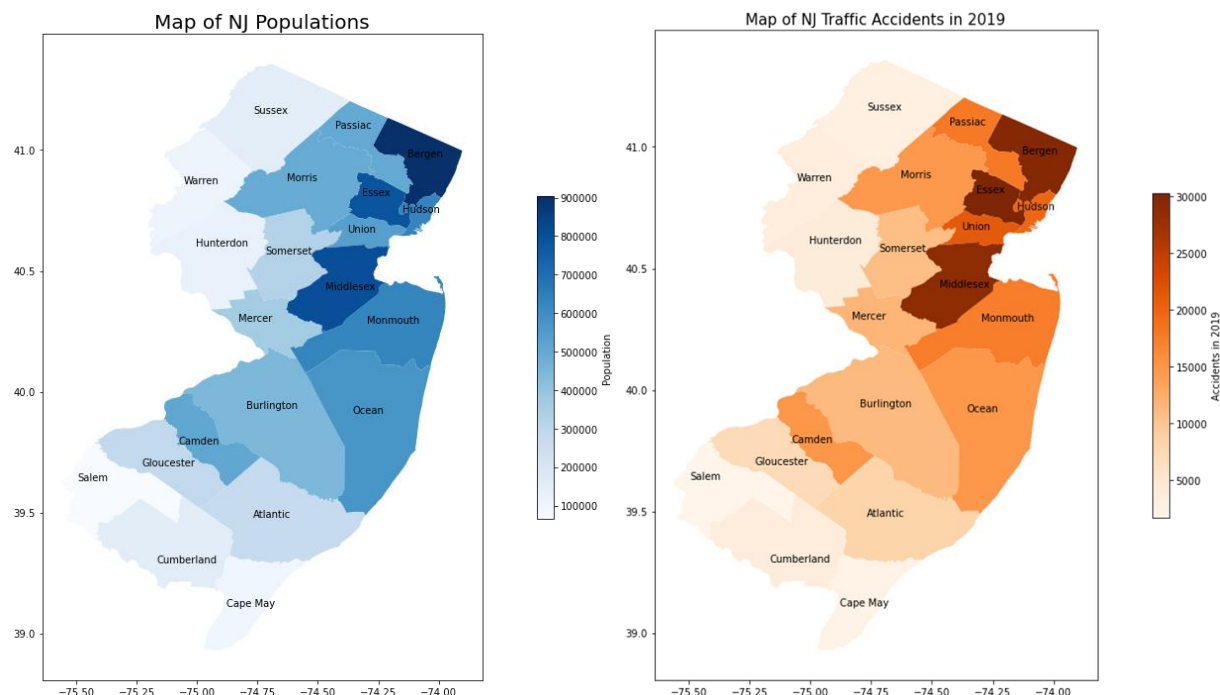 Map of NJ Populations
Sussex
Passiac
41.0
Bergen
Warren
Morris
Essex
Hudson
Union
Hunterdon
Somerset
40.5
Middlesex
Mercer
Monmouth
40.0
Burlington
Ocean
Camden
Gloucester
Salem
39.5
Atlantic
Cumberland
Cape May
39.0
−75.50 −75.25 −75.00 −74.75 −74.50 −74.25 −74.00
900000
800000
700000
600000
500000
400000
300000
200000
100000
Population
Map of NJ Traffic Accidents in 2019
Sussex
Passiac
41.0
Bergen
Warren
Morris
Essex
Hudson
Union
Hunterdon
Somerset
40.5
Middlesex
Mercer
Monmouth
40.0
Burlington
Ocean
Camden
Gloucester
Salem
39.5
Atlantic
Cumberland
Cape May
39.0
−75.50 −75.25 −75.00 −74.75 −74.50 −74.25 −74.00
30000
25000
20000
15000
10000
5000
Accidents in 2019